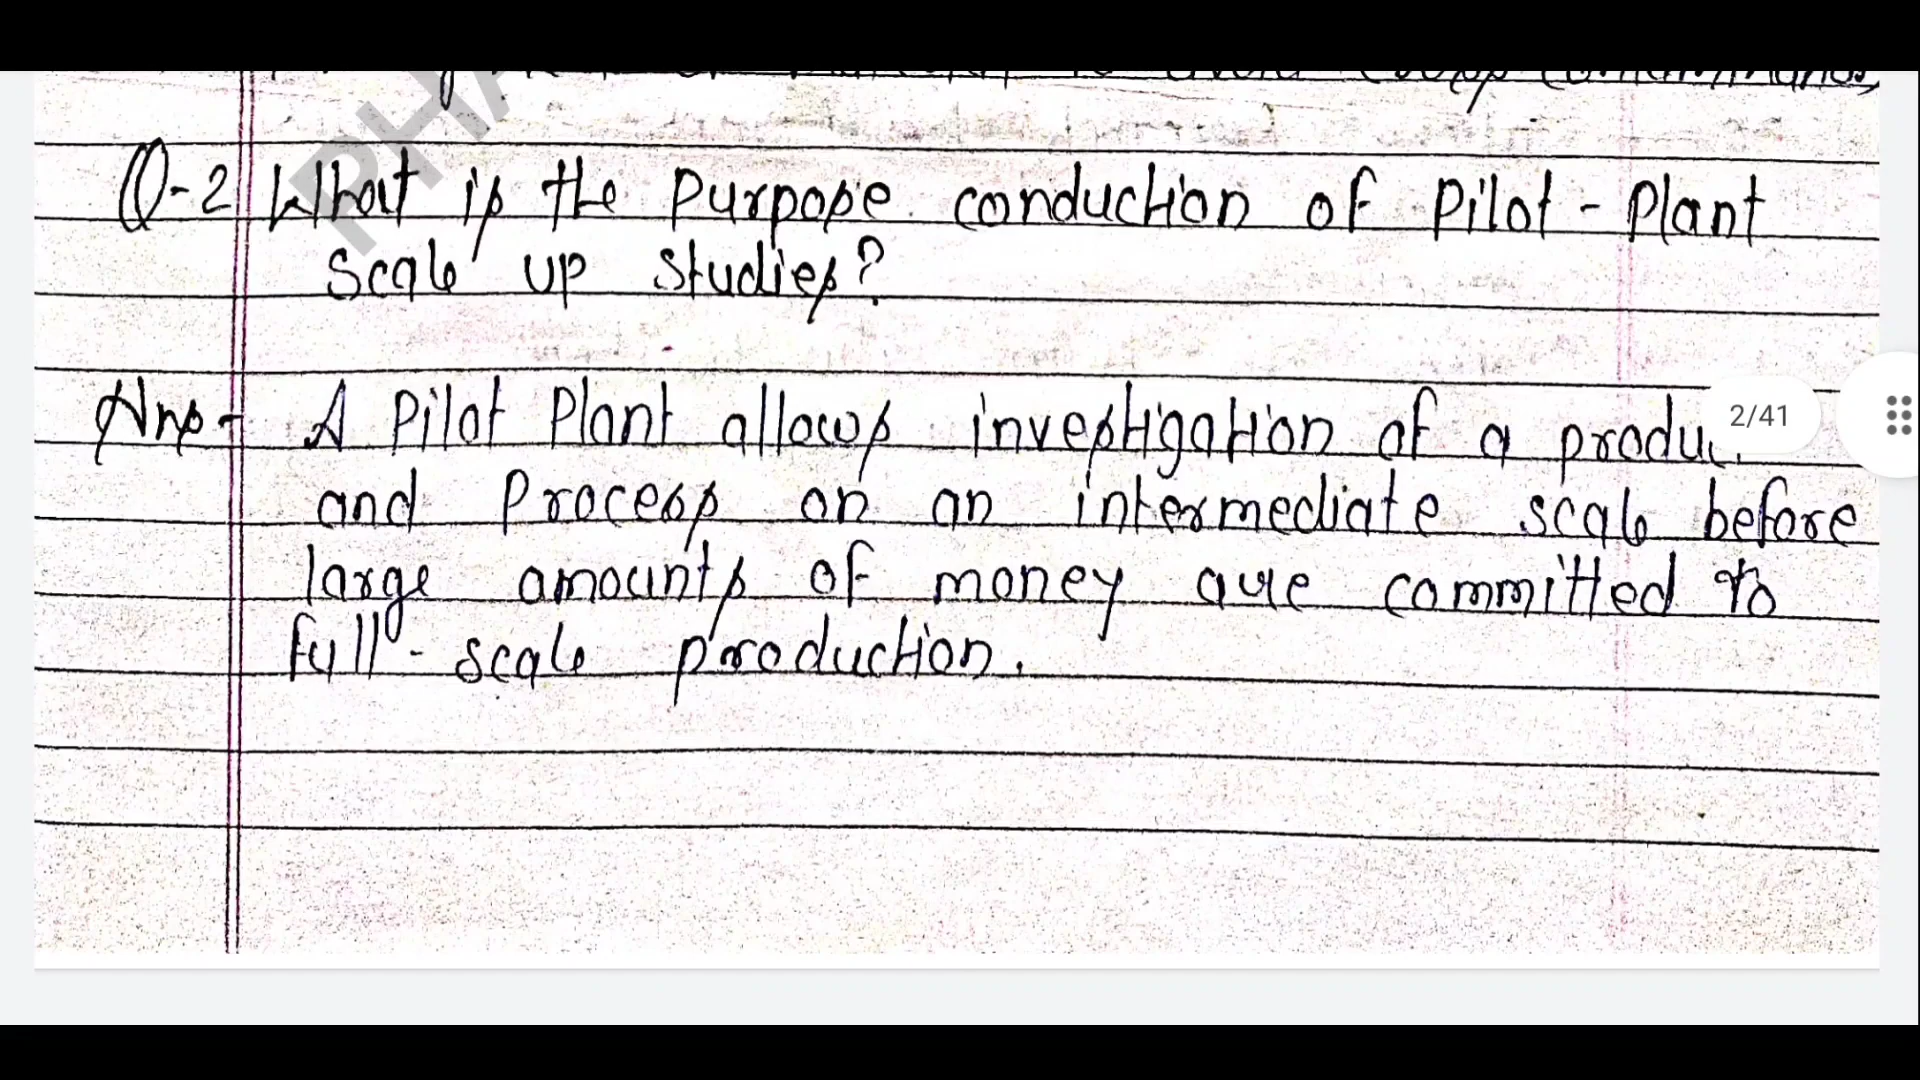 Q-2 What is the Purpose conduction of Pilot-Plant
Scale up studies?
Ans- A Pilot Plant allows investigation of a produ
and Process on an intermediate scale before
large amounts of money are committed to
full-scale production.
2/41